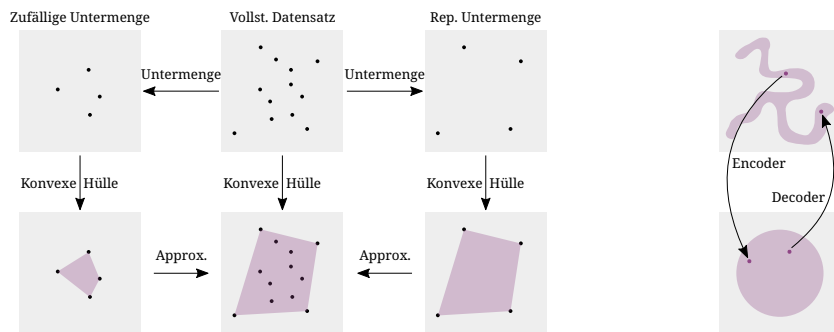 Zufällige Untermenge
Vollst. Datensatz
Rep. Untermenge
Untermenge
Untermenge
Konvexe Hülle
Konvexe Hülle
Konvexe Hülle
Encoder
Decoder
Approx.
Approx.